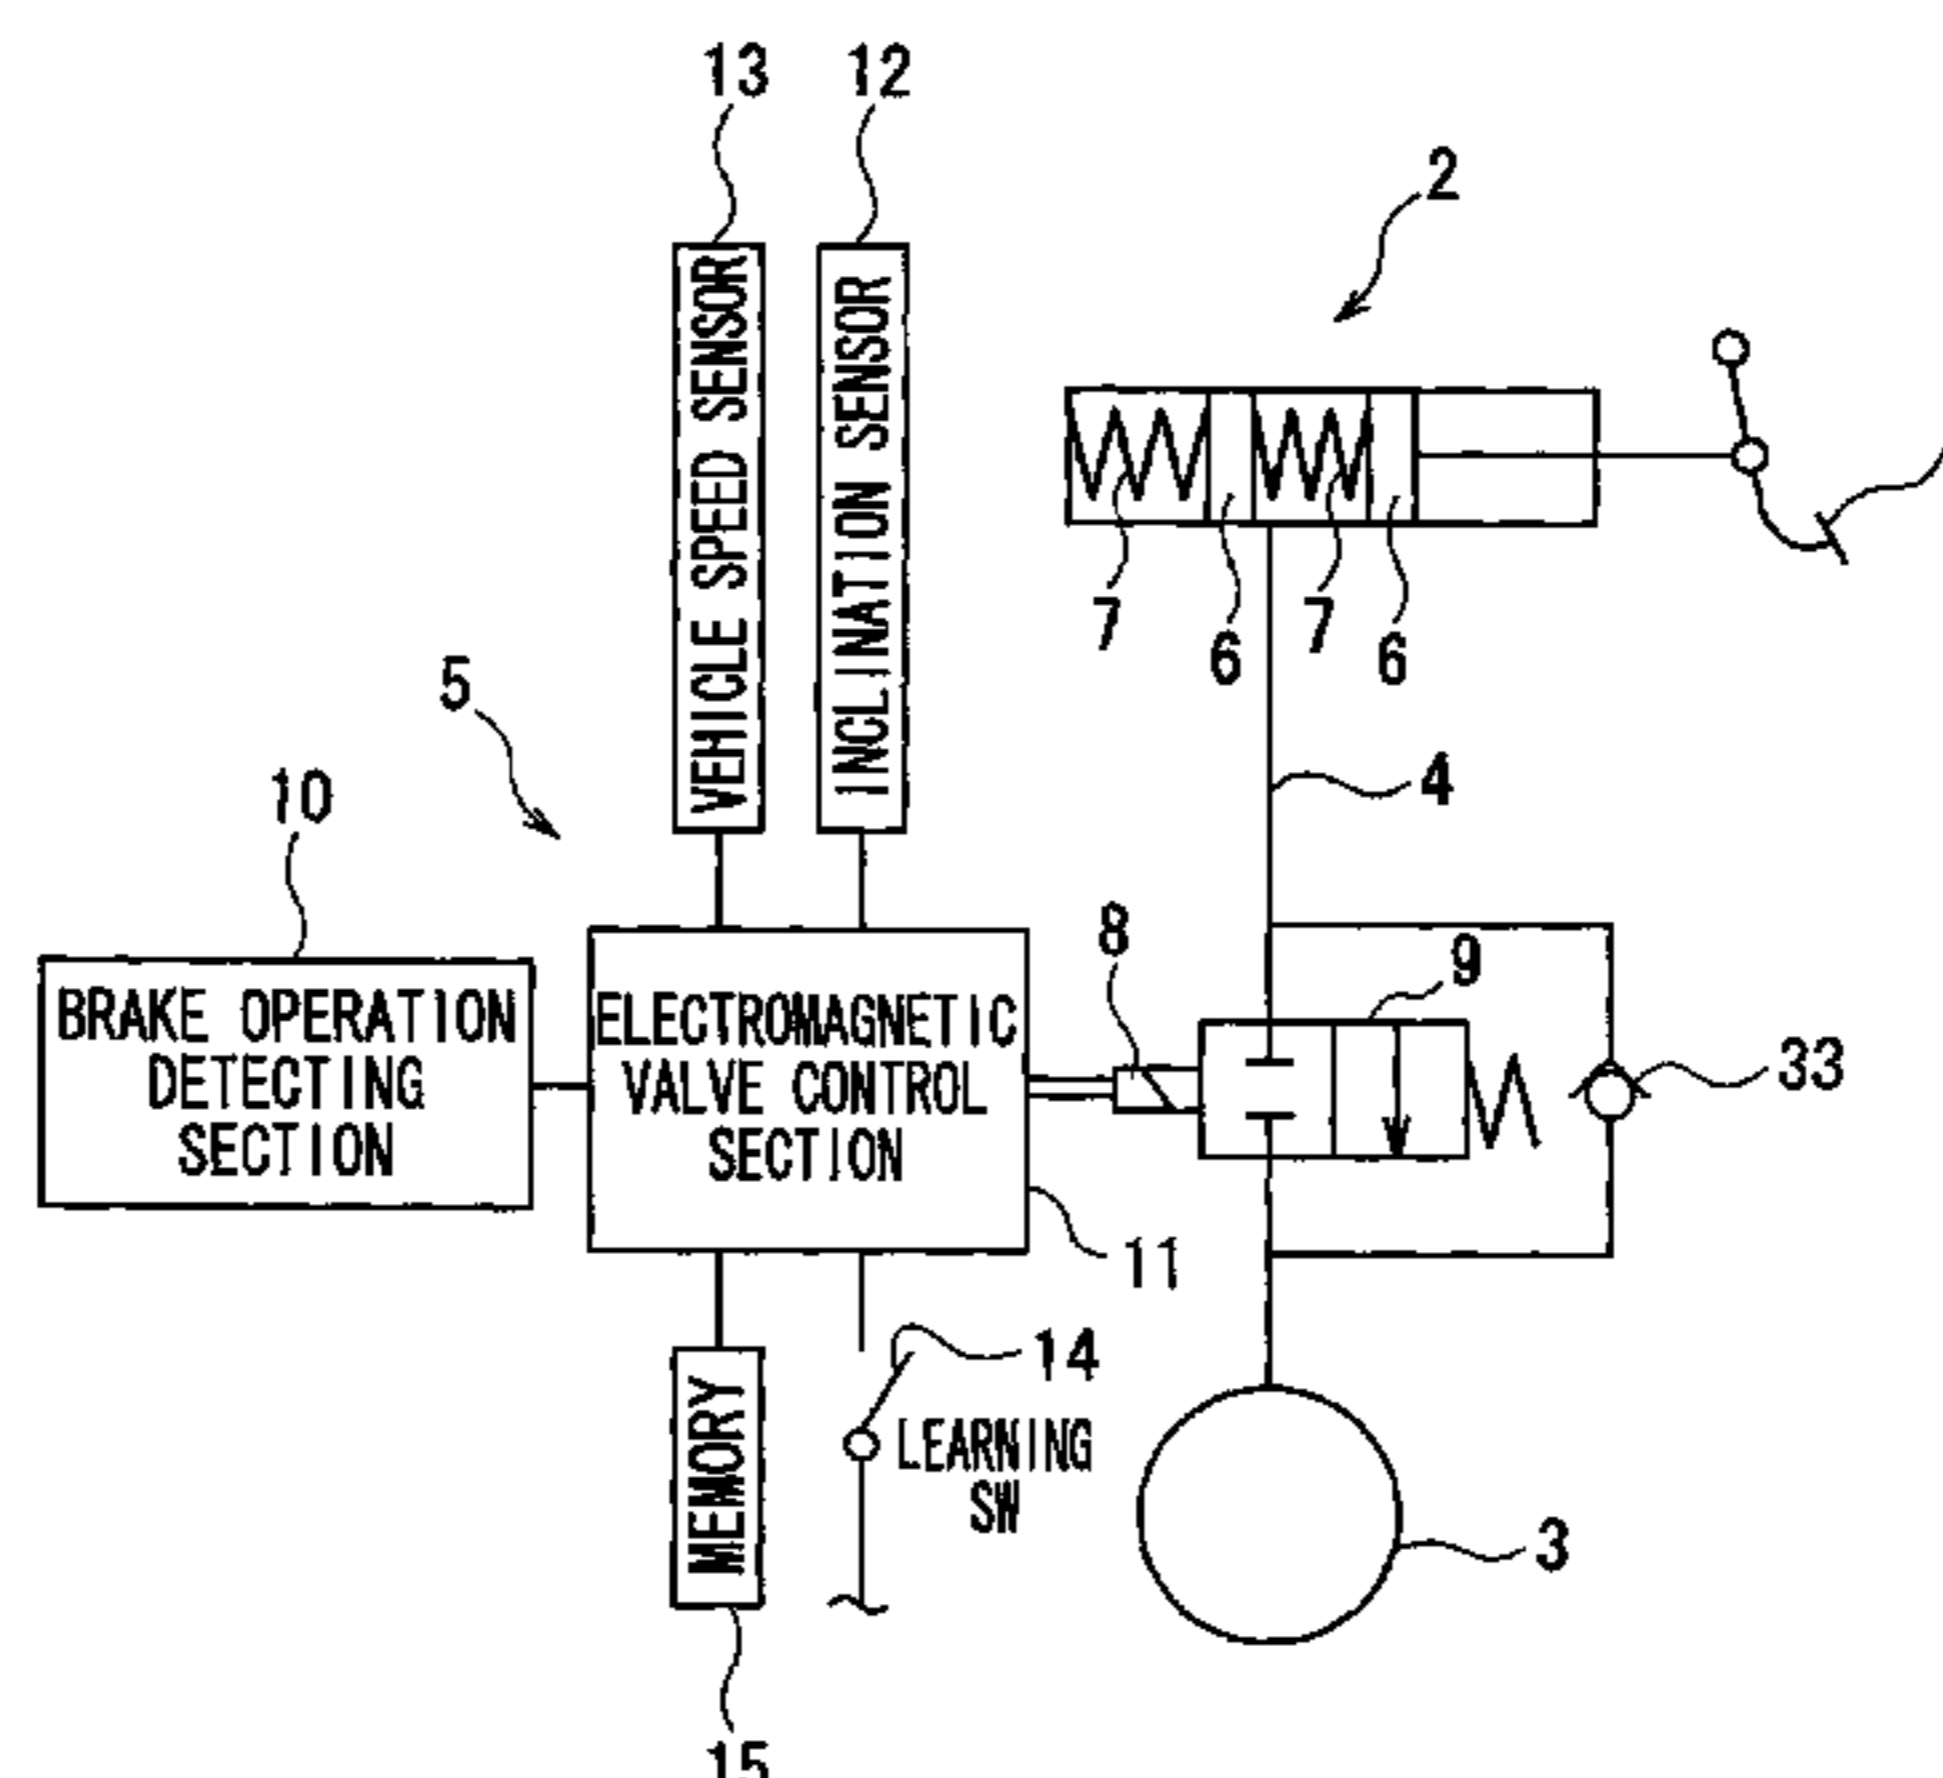 13
12
2
VEHICLE SPEED SENSOR
INCLINATION SENSOR
7
6
7
6
5
4
10
8
9
BRAKE OPERATION
DETECTING
SECTION
ELECTROMAGNETIC
VALVE CONTROL
SECTION
33
11
14
LEARNING
SW
MEMORY
3
15